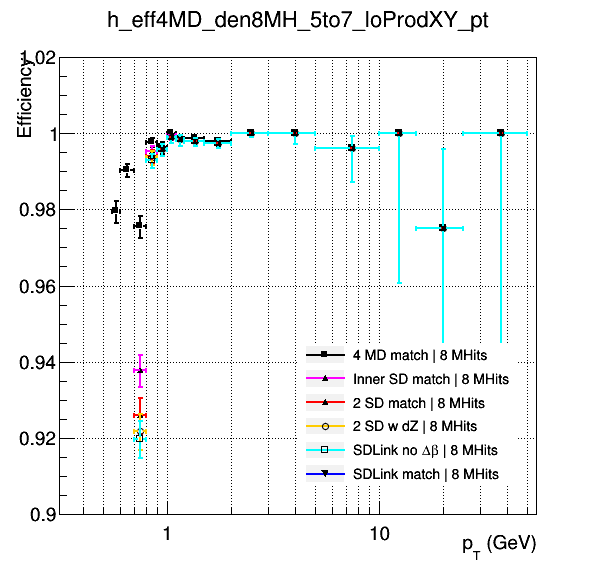 h_eff4MD_den8MH_5to7_loProdXY_pt
Efficiency
1.02
1
0.98
0.96
0.94
0.92
0.9
4 MD match | 8 MHits
Inner SD match | 8 MHits
2 SD match | 8 MHits
2 SD w dZ | 8 MHits
SDLink no Δβ | 8 MHits
SDLink match | 8 MHits
1
10
p_T (GeV)